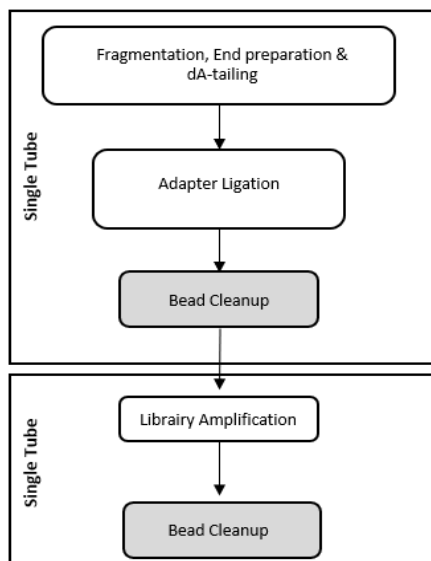 Single Tube
Fragmentation, End preparation &
dA-tailing
Adapter Ligation
Bead Cleanup
Single Tube
Librairy Amplification
Bead Cleanup